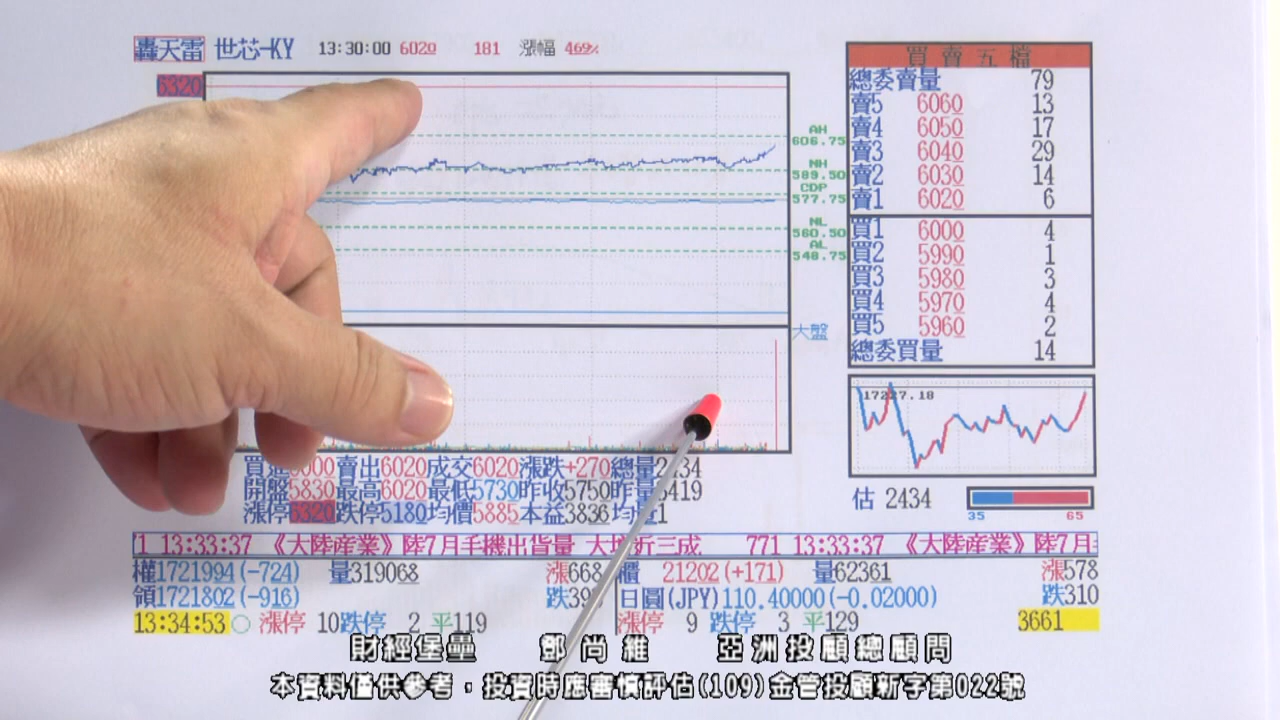 轟天雷 世芯-KY 13:30:00 6020 181 漲幅 469%
6320
AH
606.75
NH
589.50
CDP
577.75
NL
560.50
AL
548.75
大盤
買賣五檔
總委賣量 79
賣5 6060 13
賣4 6050 17
賣3 6040 29
賣2 6030 14
賣1 6020 6
買1 6000 4
買2 5990 1
買3 5980 3
買4 5970 4
買5 5960 2
總委買量 14
17227.18
估 2434
35 65
賣出6020成交6020漲跌+270總量2434
開盤5830最高6020最低5730昨收5750昨量
漲停6320跌停5180均價5885本益3836均量1
13:33:37 《大陸産業》陸7月手機出貨量 大 近三成 771 13:33:37 《大陸産業》陸7月
權1721994(-724) 量319068 漲668 櫃 21202(+171) 量62361 漲578
領1721802(-916) 跌39 日圓(JPY)110.40000(-0.02000) 跌310
13:34:53 漲停 10跌停 2 平119 漲停 9 跌停 3 平129 3661
財經堡壘 鄧尚維 亞洲投顧總顧問
本資料僅供參考，投資時應審慎評估(109)金管投顧新字第022號